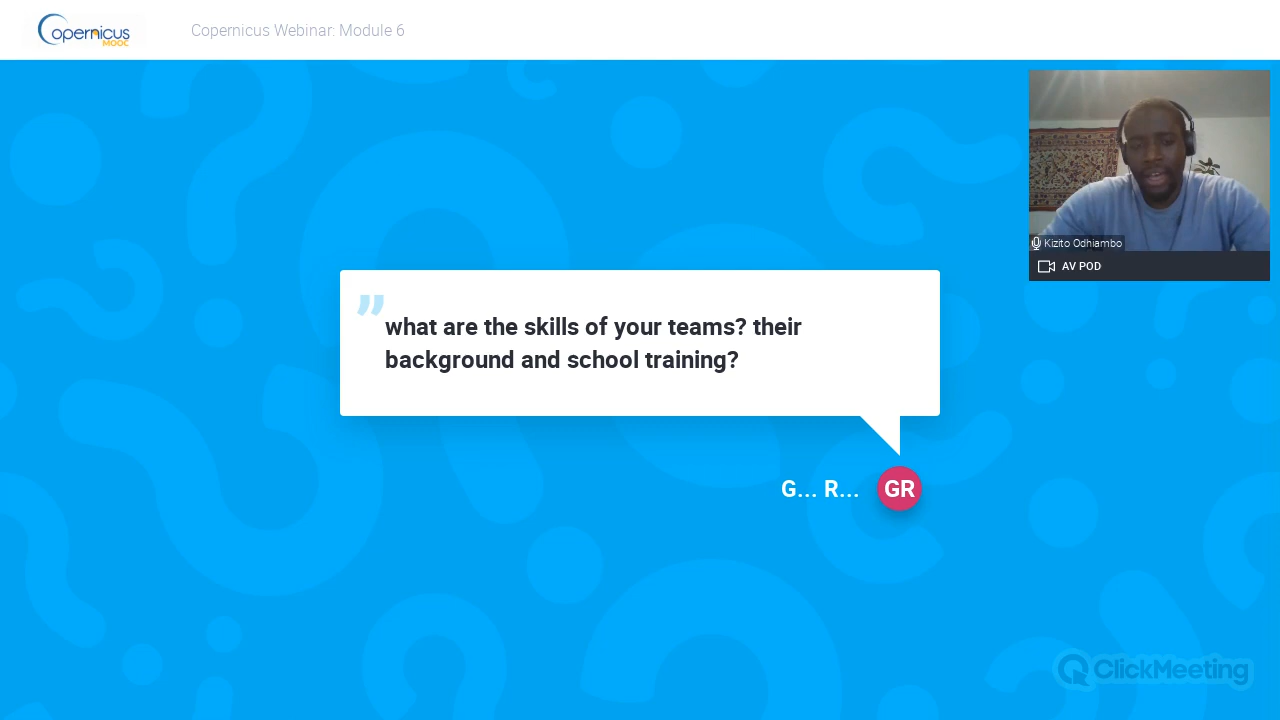 Copernicus
MOOC
Copernicus Webinar: Module 6
Kizito Odhiambo
AV POD
” what are the skills of your teams? their
background and school training?
G... R... GR
ClickMeeting